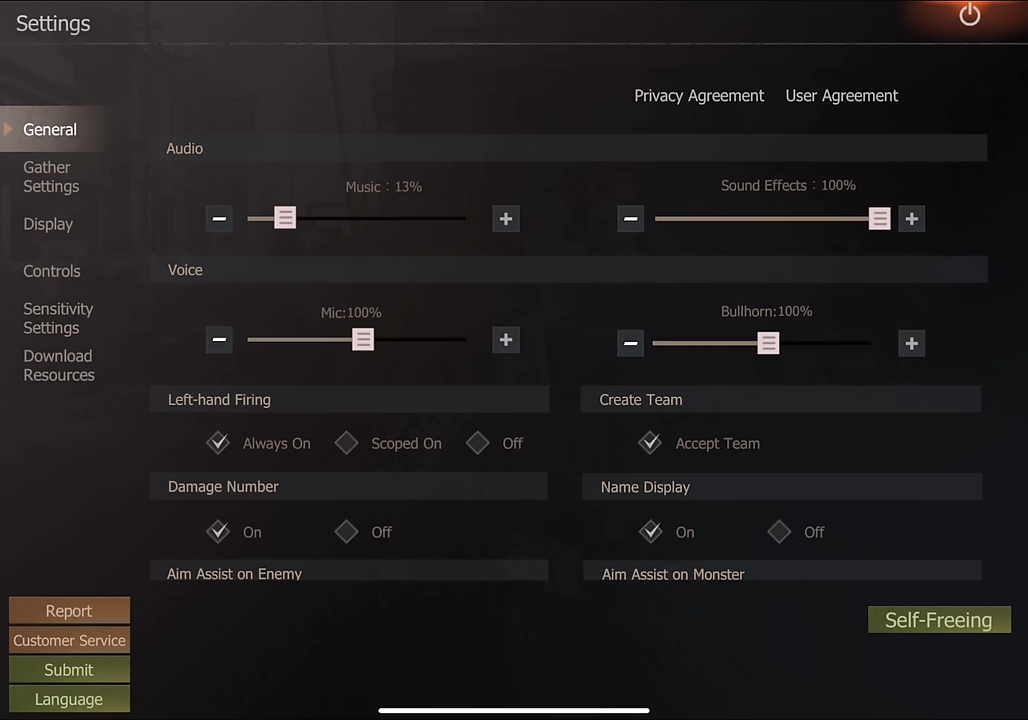 Settings
Privacy Agreement User Agreement
General
Gather
Settings
Display
Controls
Sensitivity
Settings
Download
Resources
Audio
Music : 13% Sound Effects : 100%
Voice
Mic:100% Bullhorn:100%
Left-hand Firing Create Team
Always On Scoped On Off Accept Team
Damage Number Name Display
On Off On Off
Aim Assist on Enemy Aim Assist on Monster
Report
Customer Service
Submit
Language
Self-Freeing